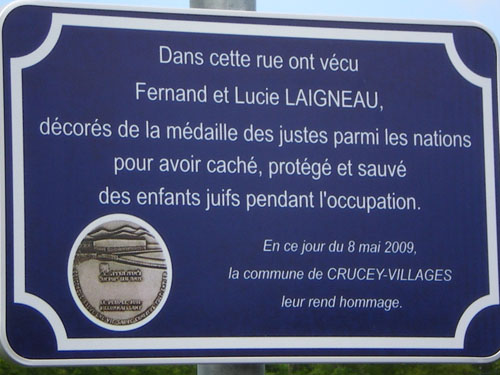 Dans cette rue ont vécu
Fernand et Lucie LAIGNEAU,
décorés de la médaille des justes parmi les nations
pour avoir caché, protégé et sauvé
des enfants juifs pendant l'occupation.
En ce jour du 8 mai 2009,
la commune de CRUCEY-VILLAGES
leur rend hommage.